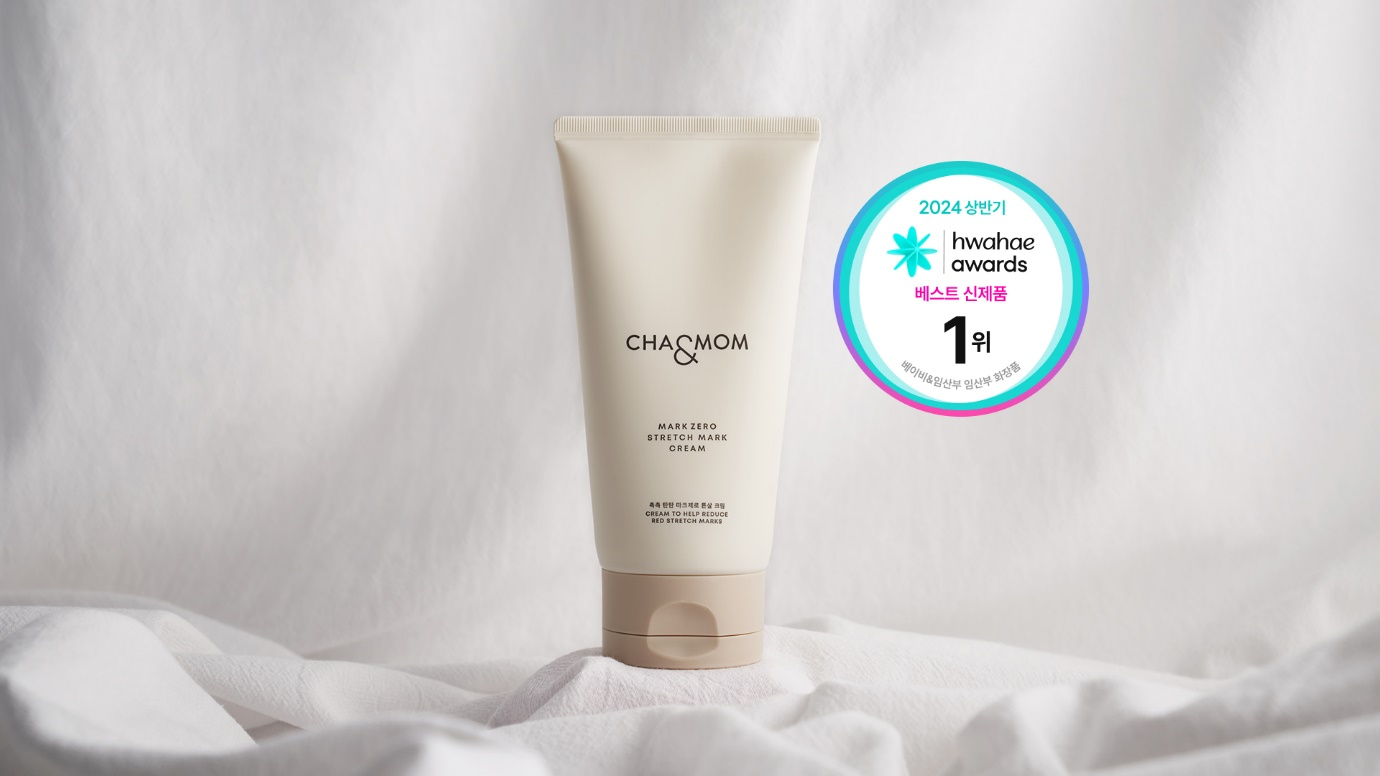 CHA&MOM
MARK ZERO
STRETCH MARK
CREAM
촉촉 탄탄 마크제로 튼살 크림
CREAM TO HELP REDUCE
RED STRETCH MARKS
2024 상반기
hwahae
awards
베스트 신제품
1위
베이비&임산부 임산부 화장품